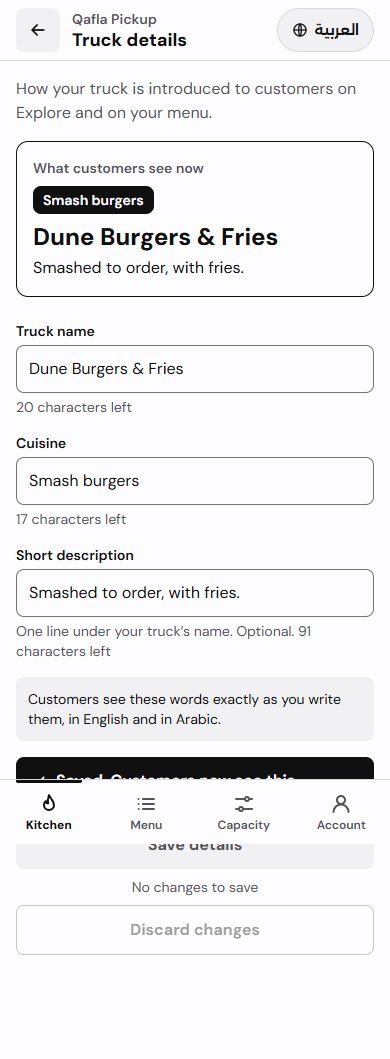 Qafla Pickup
Truck details
العربية
How your truck is introduced to customers on
Explore and on your menu.
What customers see now
Smash burgers
Dune Burgers & Fries
Smashed to order, with fries.
Truck name
Dune Burgers & Fries
20 characters left
Cuisine
Smash burgers
17 characters left
Short description
Smashed to order, with fries.
One line under your truck’s name. Optional. 91
characters left
Customers see these words exactly as you write
them, in English and in Arabic.
Saved. Customers now see this.
Kitchen
Menu
Capacity
Account
Save details
No changes to save
Discard changes